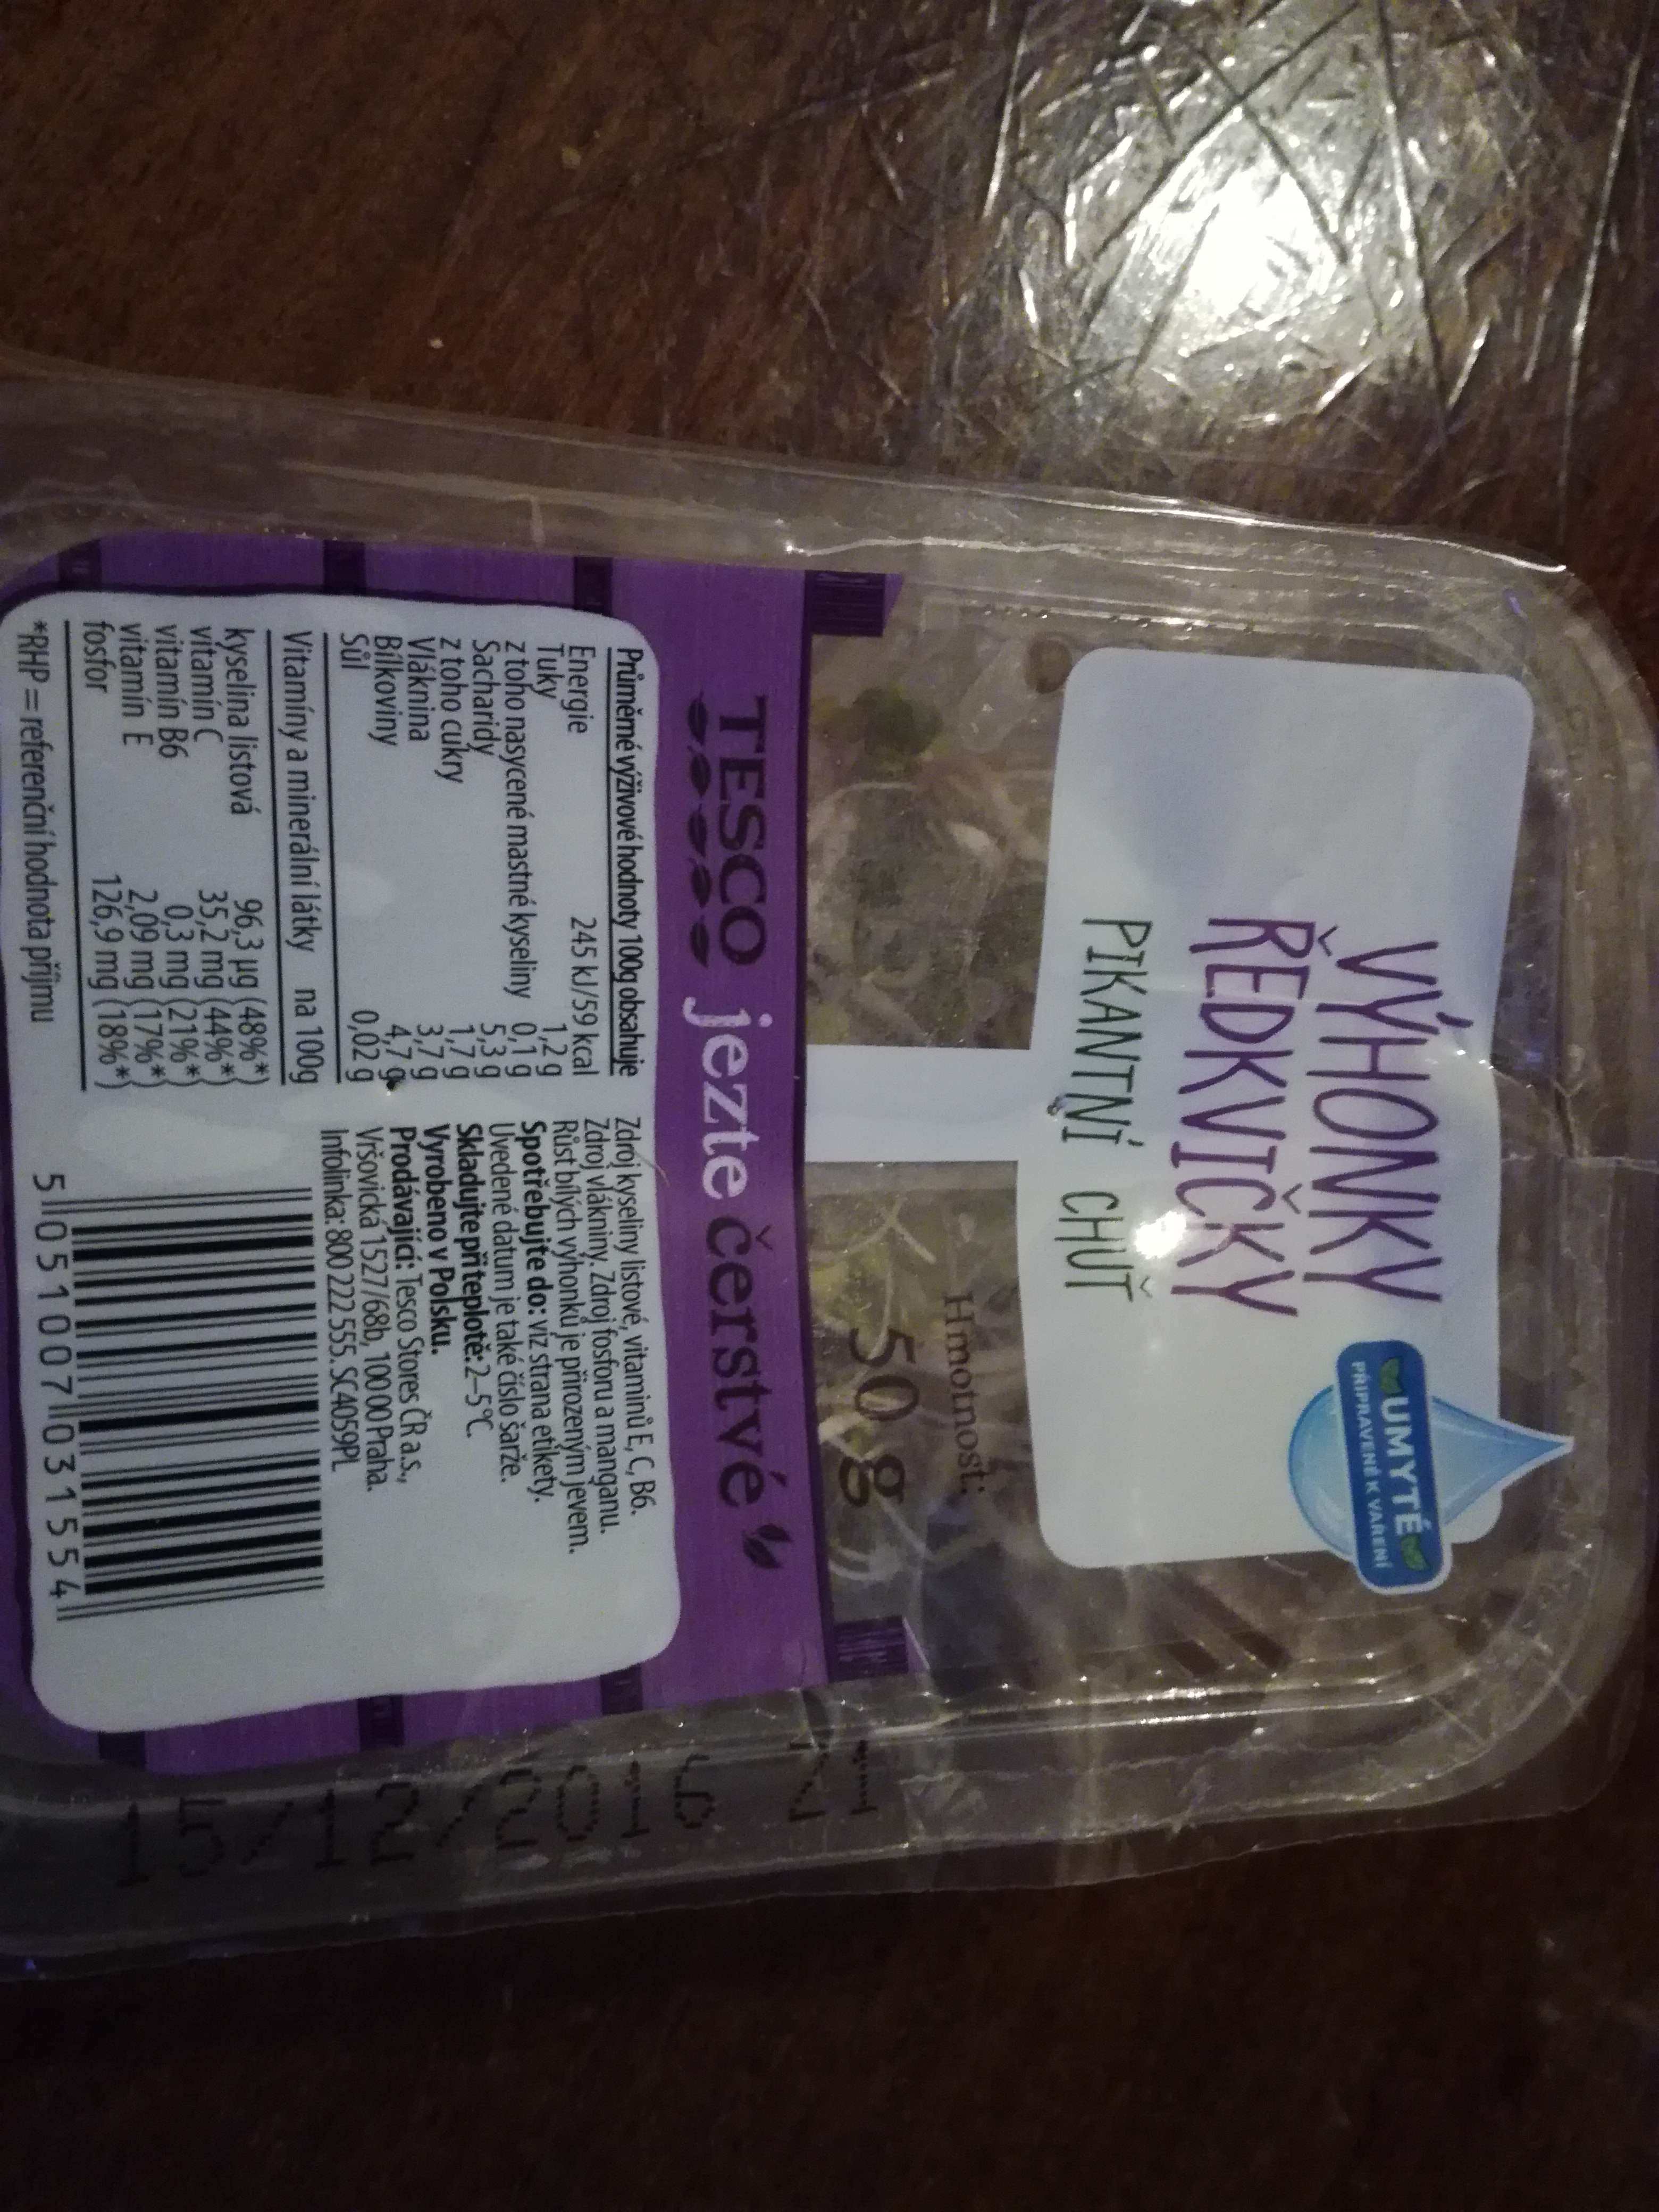 VÝHONKY
ŘEDKVIČKY
PIKANTNÍ CHUŤ
UMYTÉ
PŘIPRAVENÉ K VAŘENÍ
Hmotnost:
50 g
TESCO jezte čerstvé
Průměrné výživové hodnoty 100g obsahuje
Energie 245 kJ/59 kcal
Tuky 1,2 g
z toho nasycené mastné kyseliny 0,1 g
Sacharidy 5,3 g
z toho cukry 1,7 g
Vláknina 3,7 g
Bílkoviny 4,7 g
Sůl 0,02 g
Vitamíny a minerální látky na 100g
kyselina listová 96,3 µg (48%*)
vitamín C 35,2 mg (44%*)
vitamín B6 0,3 mg (21%*)
vitamín E 2,09 mg (17%*)
fosfor 126,9 mg (18%*)
*RHP = referenční hodnota příjmu
Zdroj kyseliny listové, vitaminů E, C, B6.
Zdroj vlákniny. Zdroj fosforu a manganu.
Růst bílých výhonků je přirozeným jevem.
Spotřebujte do: viz strana etikety.
Uvedené datum je také číslo šarže.
Skladujte při teplotě: 2–5°C.
Vyrobeno v Polsku.
Prodávající: Tesco Stores ČR a.s.,
Vršovická 1527/68b, 100 00 Praha.
Infolinka: 800 222 555. SC4059PL
5 051007 031554